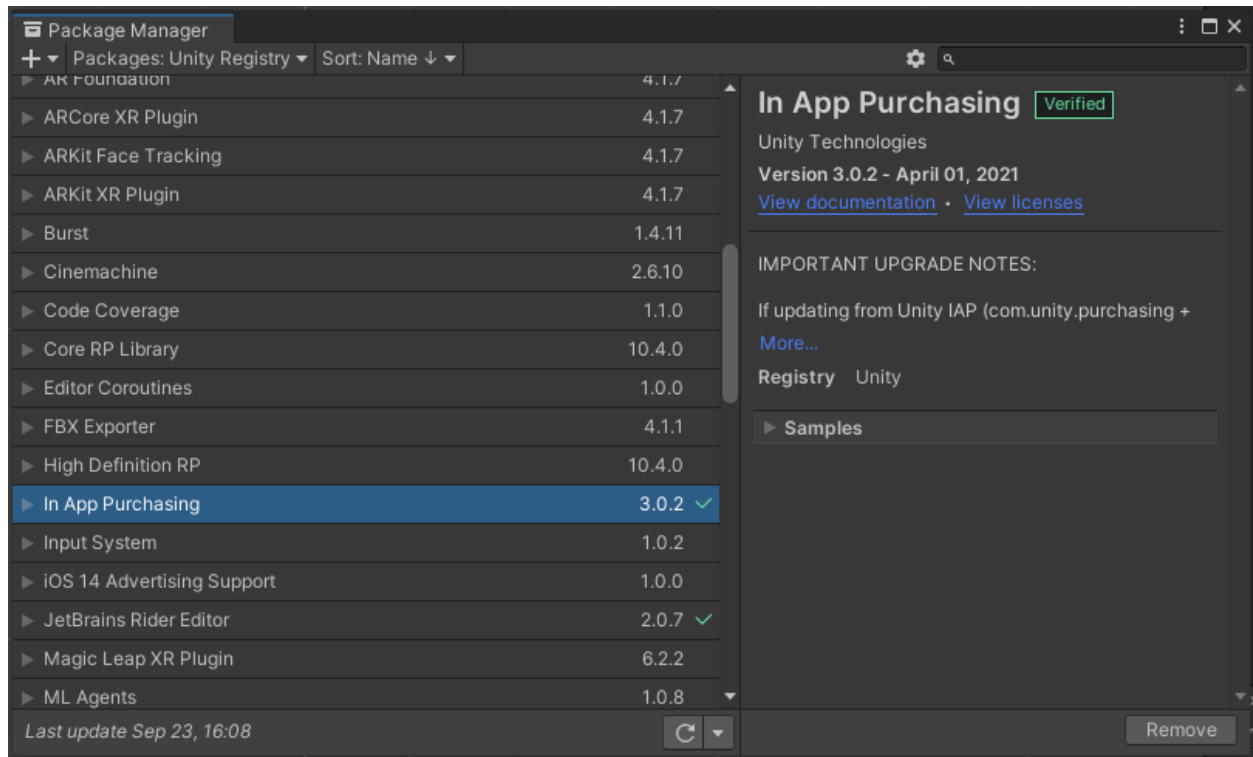 Package Manager
+ Packages: Unity Registry Sort: Name ↓
AR Foundation 4.1.7
ARCore XR Plugin 4.1.7
ARKit Face Tracking 4.1.7
ARKit XR Plugin 4.1.7
Burst 1.4.11
Cinemachine 2.6.10
Code Coverage 1.1.0
Core RP Library 10.4.0
Editor Coroutines 1.0.0
FBX Exporter 4.1.1
High Definition RP 10.4.0
In App Purchasing 3.0.2
Input System 1.0.2
iOS 14 Advertising Support 1.0.0
JetBrains Rider Editor 2.0.7
Magic Leap XR Plugin 6.2.2
ML Agents 1.0.8
Last update Sep 23, 16:08
In App Purchasing Verified
Unity Technologies
Version 3.0.2 - April 01, 2021
View documentation • View licenses
IMPORTANT UPGRADE NOTES:
If updating from Unity IAP (com.unity.purchasing +
More...
Registry Unity
Samples
Remove